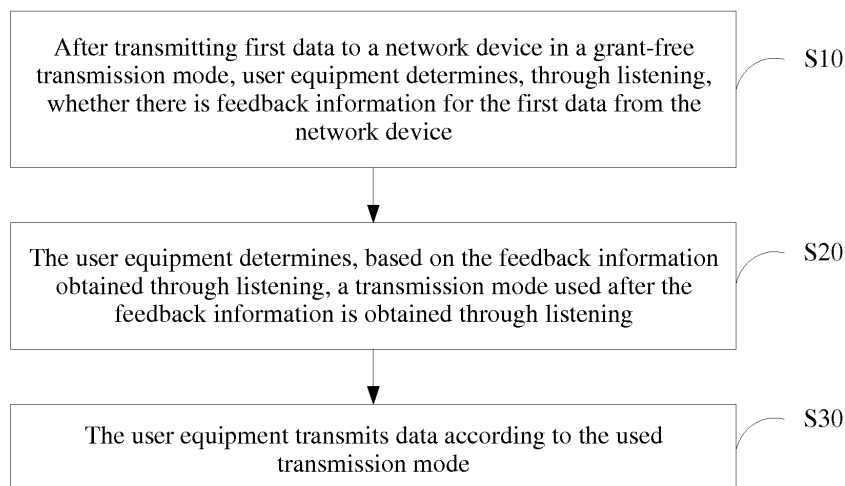 After transmitting first data to a network device in a grant-free
transmission mode, user equipment determines, through listening,
whether there is feedback information for the first data from the
network device
S10
The user equipment determines, based on the feedback information
obtained through listening, a transmission mode used after the
feedback information is obtained through listening
S20
The user equipment transmits data according to the used
transmission mode
S30